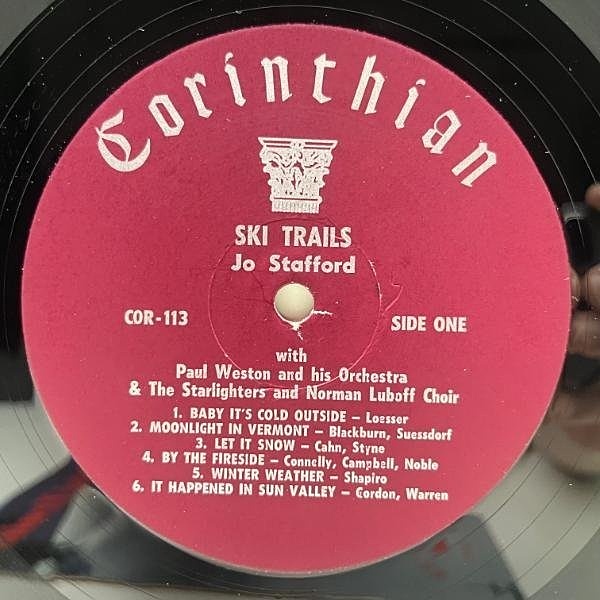 Corinthian
SKI TRAILS
Jo Stafford
COR-113
SIDE ONE
with
Paul Weston and his Orchestra
& The Starlighters and Norman Luboff Choir
1. BABY IT'S COLD OUTSIDE – Loesser
2. MOONLIGHT IN VERMONT – Blackburn, Suessdorf
3. LET IT SNOW – Cahn, Styne
4. BY THE FIRESIDE – Connelly, Campbell, Noble
5. WINTER WEATHER – Shapiro
6. IT HAPPENED IN SUN VALLEY – Gordon, Warren